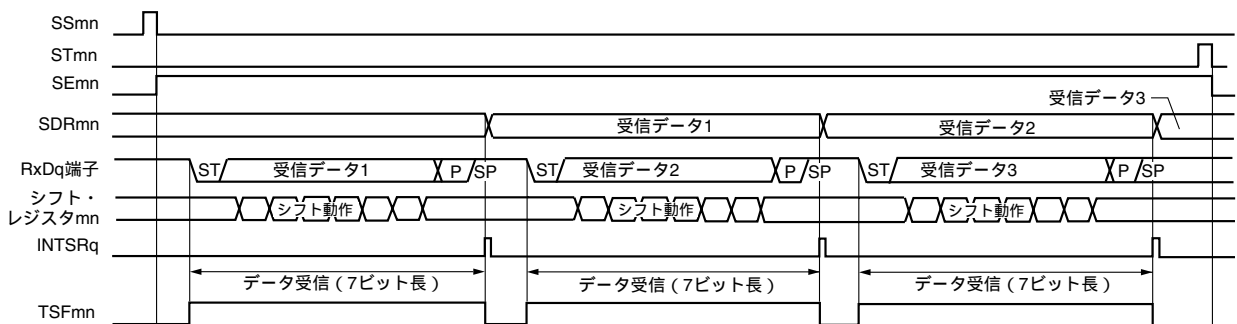 SSmn
STmn
SEmn
受信データ3
SDRmn
受信データ1
受信データ2
RxDq端子
ST
受信データ1
P
SP
ST
受信データ2
P
SP
ST
受信データ3
P
SP
シフト・
レジスタmn
シフト動作
シフト動作
シフト動作
INTSRq
データ受信（7ビット長）
データ受信（7ビット長）
データ受信（7ビット長）
TSFmn